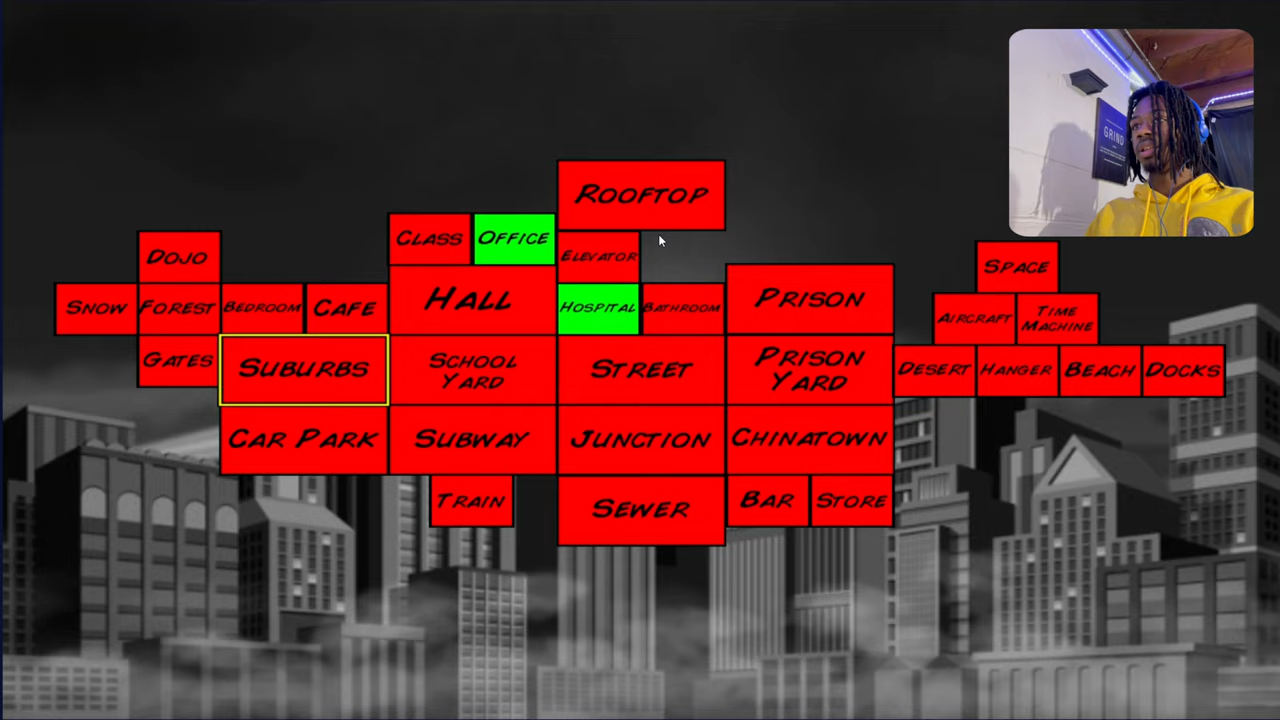 ROOFTOP
CLASS
OFFICE
ELEVATOR
DOJO
SPACE
SNOW
FOREST
BEDROOM
CAFE
HALL
HOSPITAL
BATHROOM
PRISON
AIRCRAFT
TIME
MACHINE
GATES
SUBURBS
SCHOOL
YARD
STREET
PRISON
YARD
DESERT
HANGER
BEACH
DOCKS
CAR PARK
SUBWAY
JUNCTION
CHINATOWN
TRAIN
SEWER
BAR
STORE
GRIND